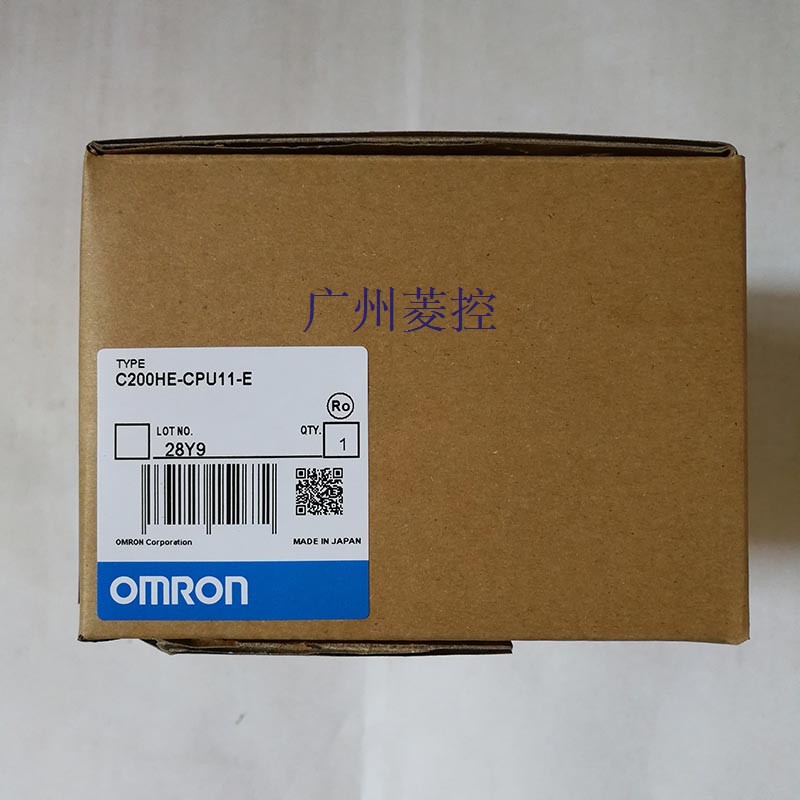 广州菱控
TYPE
C200HE-CPU11-E
Ro
LOT NO.
28Y9
QTY.
1
OMRON Corporation
MADE IN JAPAN
OMRON